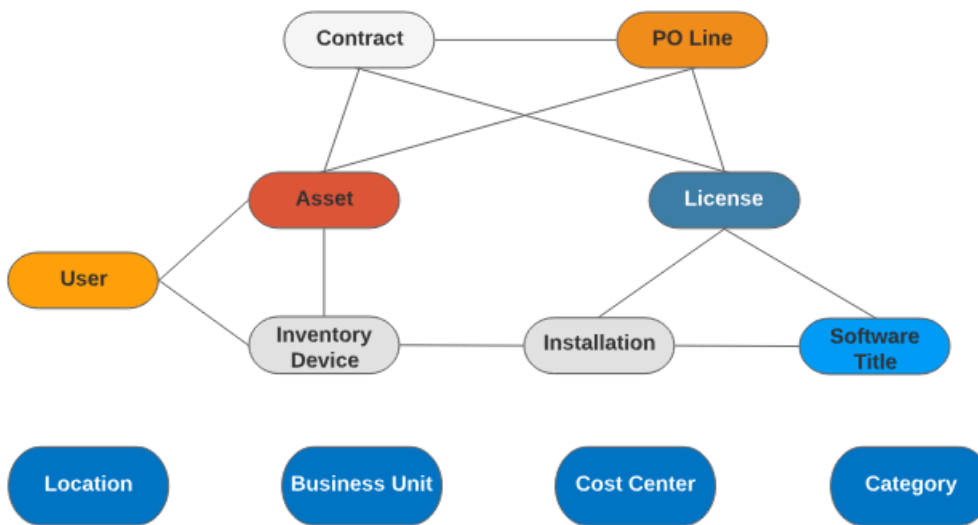 Contract
PO Line
Asset
License
User
Inventory
Device
Installation
Software
Title
Location
Business Unit
Cost Center
Category